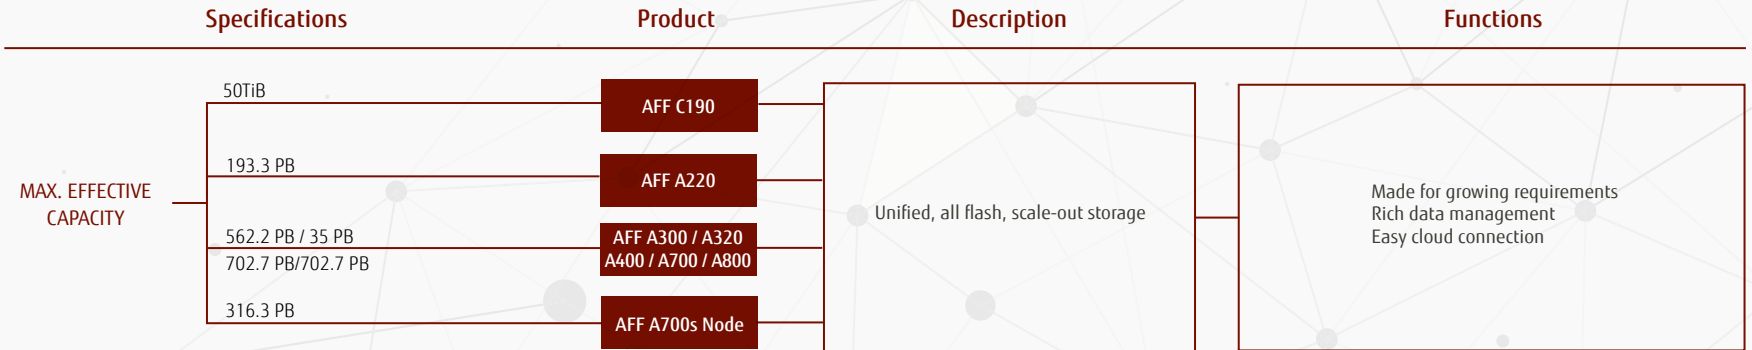 Specifications
Product
Description
Functions
MAX. EFFECTIVE
CAPACITY
50TiB
193.3 PB
562.2 PB / 35 PB
702.7 PB/702.7 PB
316.3 PB
AFF C190
AFF A220
AFF A300 / A320
A400 / A700 / A800
AFF A700s Node
Unified, all flash, scale-out storage
Made for growing requirements
Rich data management
Easy cloud connection